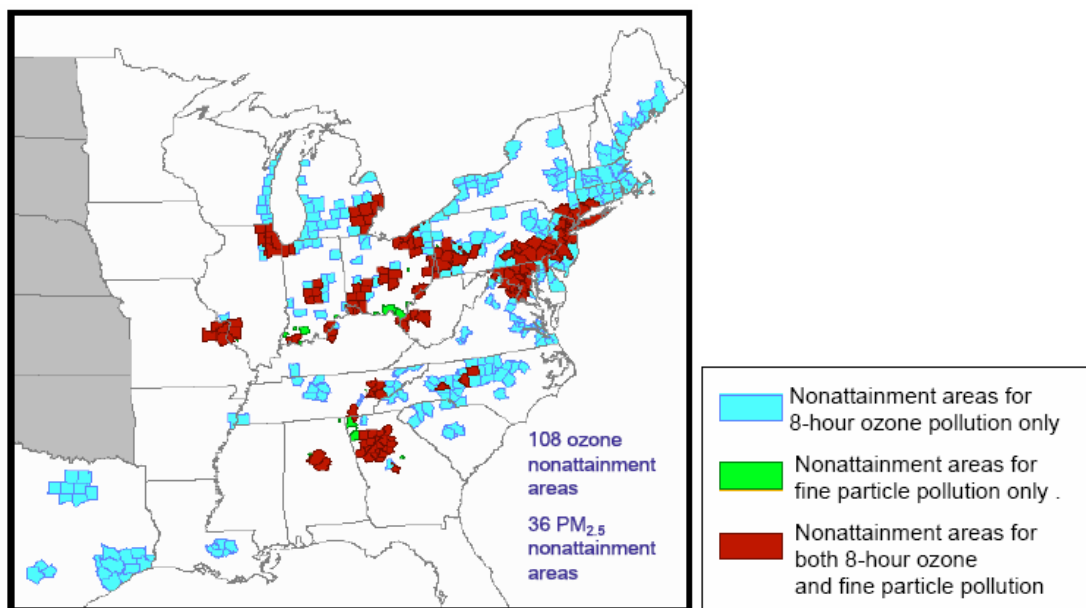 108 ozone
nonattainment
areas
36 PM2.5
nonattainment
areas
Nonattainment areas for
8-hour ozone pollution only
Nonattainment areas for
fine particle pollution only .
Nonattainment areas for
both 8-hour ozone
and fine particle pollution